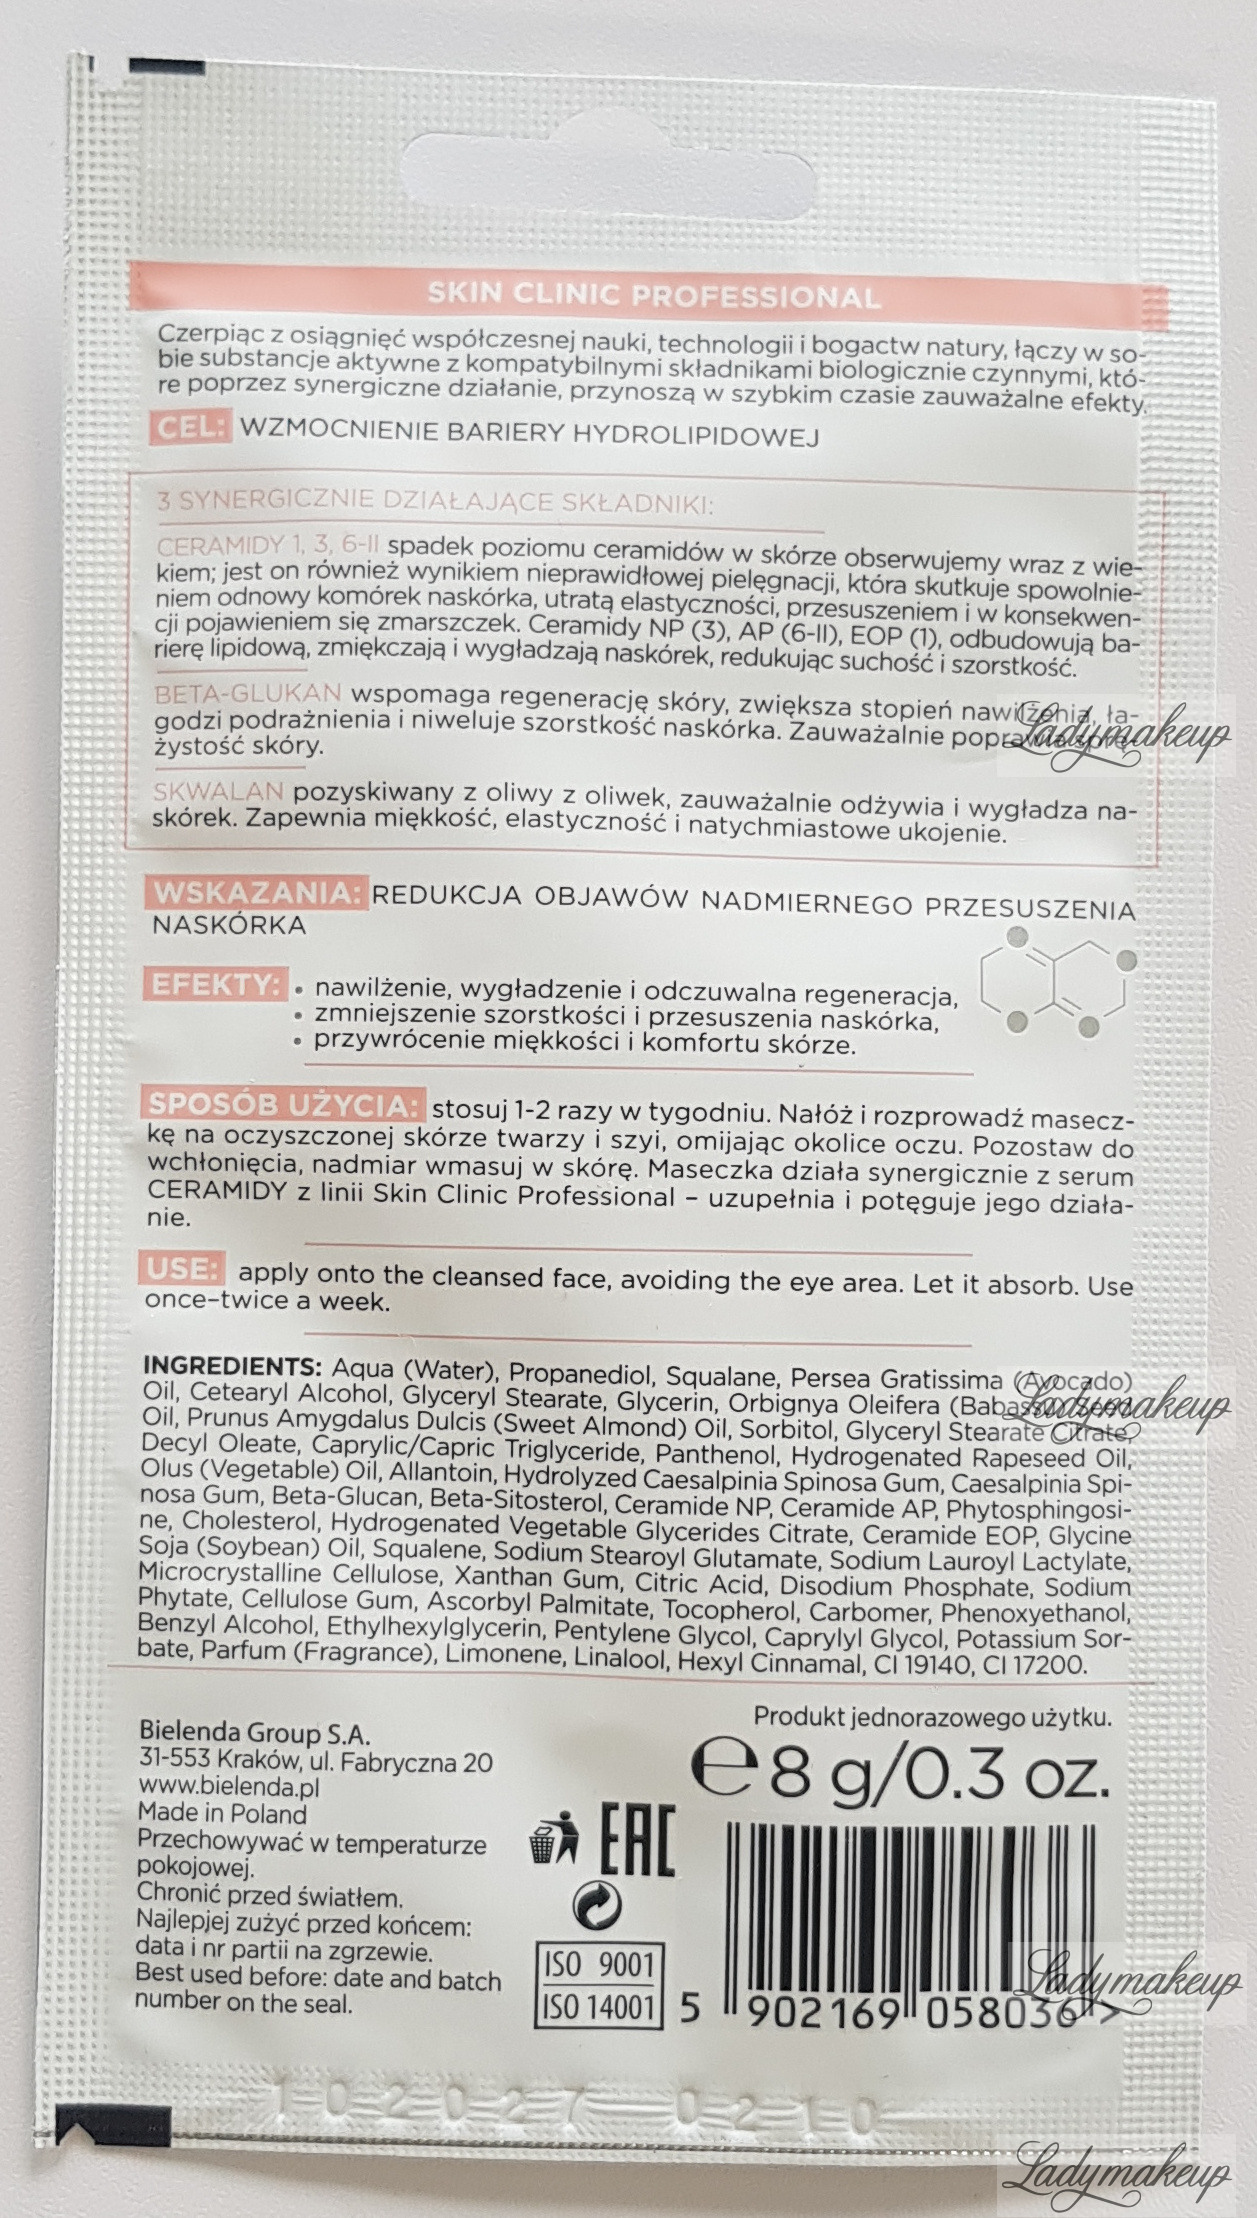 SKIN CLINIC PROFESSIONAL
Czerpiąc z osiągnięć współczesnej nauki, technologii i bogactw natury, łączy w so-
bie substancje aktywne z kompatybilnymi składnikami biologicznie czynnymi, któ-
re poprzez synergiczne działanie, przynoszą w szybkim czasie zauważalne efekty.
CEL: WZMOCNIENIE BARIERY HYDROLIPIDOWEJ
3 SYNERGICZNIE DZIAŁAJĄCE SKŁADNIKI:
CERAMIDY 1, 3, 6-II spadek poziomu ceramidów w skórze obserwujemy wraz z wie-
kiem; jest on również wynikiem nieprawidłowej pielęgnacji, która skutkuje spowolnie-
niem odnowy komórek naskórka, utratą elastyczności, przesuszeniem i w konsekwen-
cji pojawieniem się zmarszczek. Ceramidy NP (3), AP (6-II), EOP (1), odbudowują ba-
rierę lipidową, zmiękczają i wygładzają naskórek, redukując suchość i szorstkość.
BETA-GLUKAN wspomaga regenerację skóry, zwiększa stopień nawilżenia, ła-
godzi podrażnienia i niweluje szorstkość naskórka. Zauważalnie poprawia sprę-
żystość skóry.
Ladymakeup
SKWALAN pozyskiwany z oliwy z oliwek, zauważalnie odżywia i wygładza na-
skórek. Zapewnia miękkość, elastyczność i natychmiastowe ukojenie.
WSKAZANIA: REDUKCJA OBJAWÓW NADMIERNEGO PRZESUSZENIA
NASKÓRKA
EFEKTY: • nawilżenie, wygładzenie i odczuwalna regeneracja,
• zmniejszenie szorstkości i przesuszenia naskórka,
• przywrócenie miękkości i komfortu skórze.
SPOSÓB UŻYCIA: stosuj 1-2 razy w tygodniu. Nałóż i rozprowadź masecz-
kę na oczyszczonej skórze twarzy i szyi, omijając okolice oczu. Pozostaw do
wchłonięcia, nadmiar wmasuj w skórę. Maseczka działa synergicznie z serum
CERAMIDY z linii Skin Clinic Professional – uzupełnia i potęguje jego działa-
nie.
USE: apply onto the cleansed face, avoiding the eye area. Let it absorb. Use
once–twice a week.
INGREDIENTS: Aqua (Water), Propanediol, Squalane, Persea Gratissima (Avocado)
Oil, Cetearyl Alcohol, Glyceryl Stearate, Glycerin, Orbignya Oleifera (Babassu) Seed
Oil, Prunus Amygdalus Dulcis (Sweet Almond) Oil, Sorbitol, Glyceryl Stearate Citrate,
Ladymakeup
Decyl Oleate, Caprylic/Capric Triglyceride, Panthenol, Hydrogenated Rapeseed Oil,
Olus (Vegetable) Oil, Allantoin, Hydrolyzed Caesalpinia Spinosa Gum, Caesalpinia Spi-
nosa Gum, Beta-Glucan, Beta-Sitosterol, Ceramide NP, Ceramide AP, Phytosphingosi-
ne, Cholesterol, Hydrogenated Vegetable Glycerides Citrate, Ceramide EOP, Glycine
Soja (Soybean) Oil, Squalene, Sodium Stearoyl Glutamate, Sodium Lauroyl Lactylate,
Microcrystalline Cellulose, Xanthan Gum, Citric Acid, Disodium Phosphate, Sodium
Phytate, Cellulose Gum, Ascorbyl Palmitate, Tocopherol, Carbomer, Phenoxyethanol,
Benzyl Alcohol, Ethylhexylglycerin, Pentylene Glycol, Caprylyl Glycol, Potassium Sor-
bate, Parfum (Fragrance), Limonene, Linalool, Hexyl Cinnamal, CI 19140, CI 17200.
Bielenda Group S.A.
31-553 Kraków, ul. Fabryczna 20
www.bielenda.pl
Made in Poland
Przechowywać w temperaturze
pokojowej.
Chronić przed światłem.
Najlepiej zużyć przed końcem:
data i nr partii na zgrzewie.
Best used before: date and batch
number on the seal.
Produkt jednorazowego użytku.
e 8 g/0.3 oz.
EAC
ISO 9001
ISO 14001
5 902169 058036 >
Ladymakeup
102027 0210
Ladymakeup